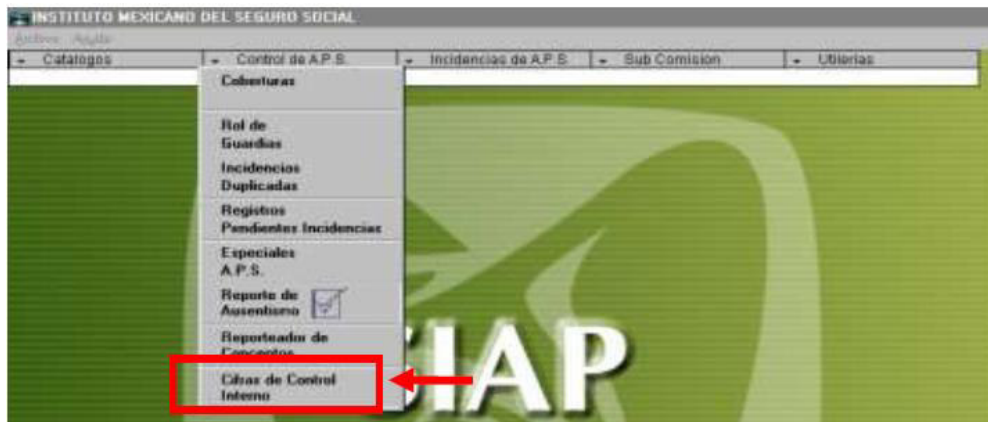 INSTITUTO MEXICANO DEL SEGURO SOCIAL
Archivo Ayuda
Catalogos Control de A.P.S. Incidencias de A.P.S. Sub Comision Utilerias
Coberturas
Rol de
Guardias
Incidencias
Duplicadas
Registros
Pendientes Incidencias
Especiales
A.P.S.
Reporte de
Ausentismo
Reporteador de
Conceptos
Cifras de Control
Interno
SIAP